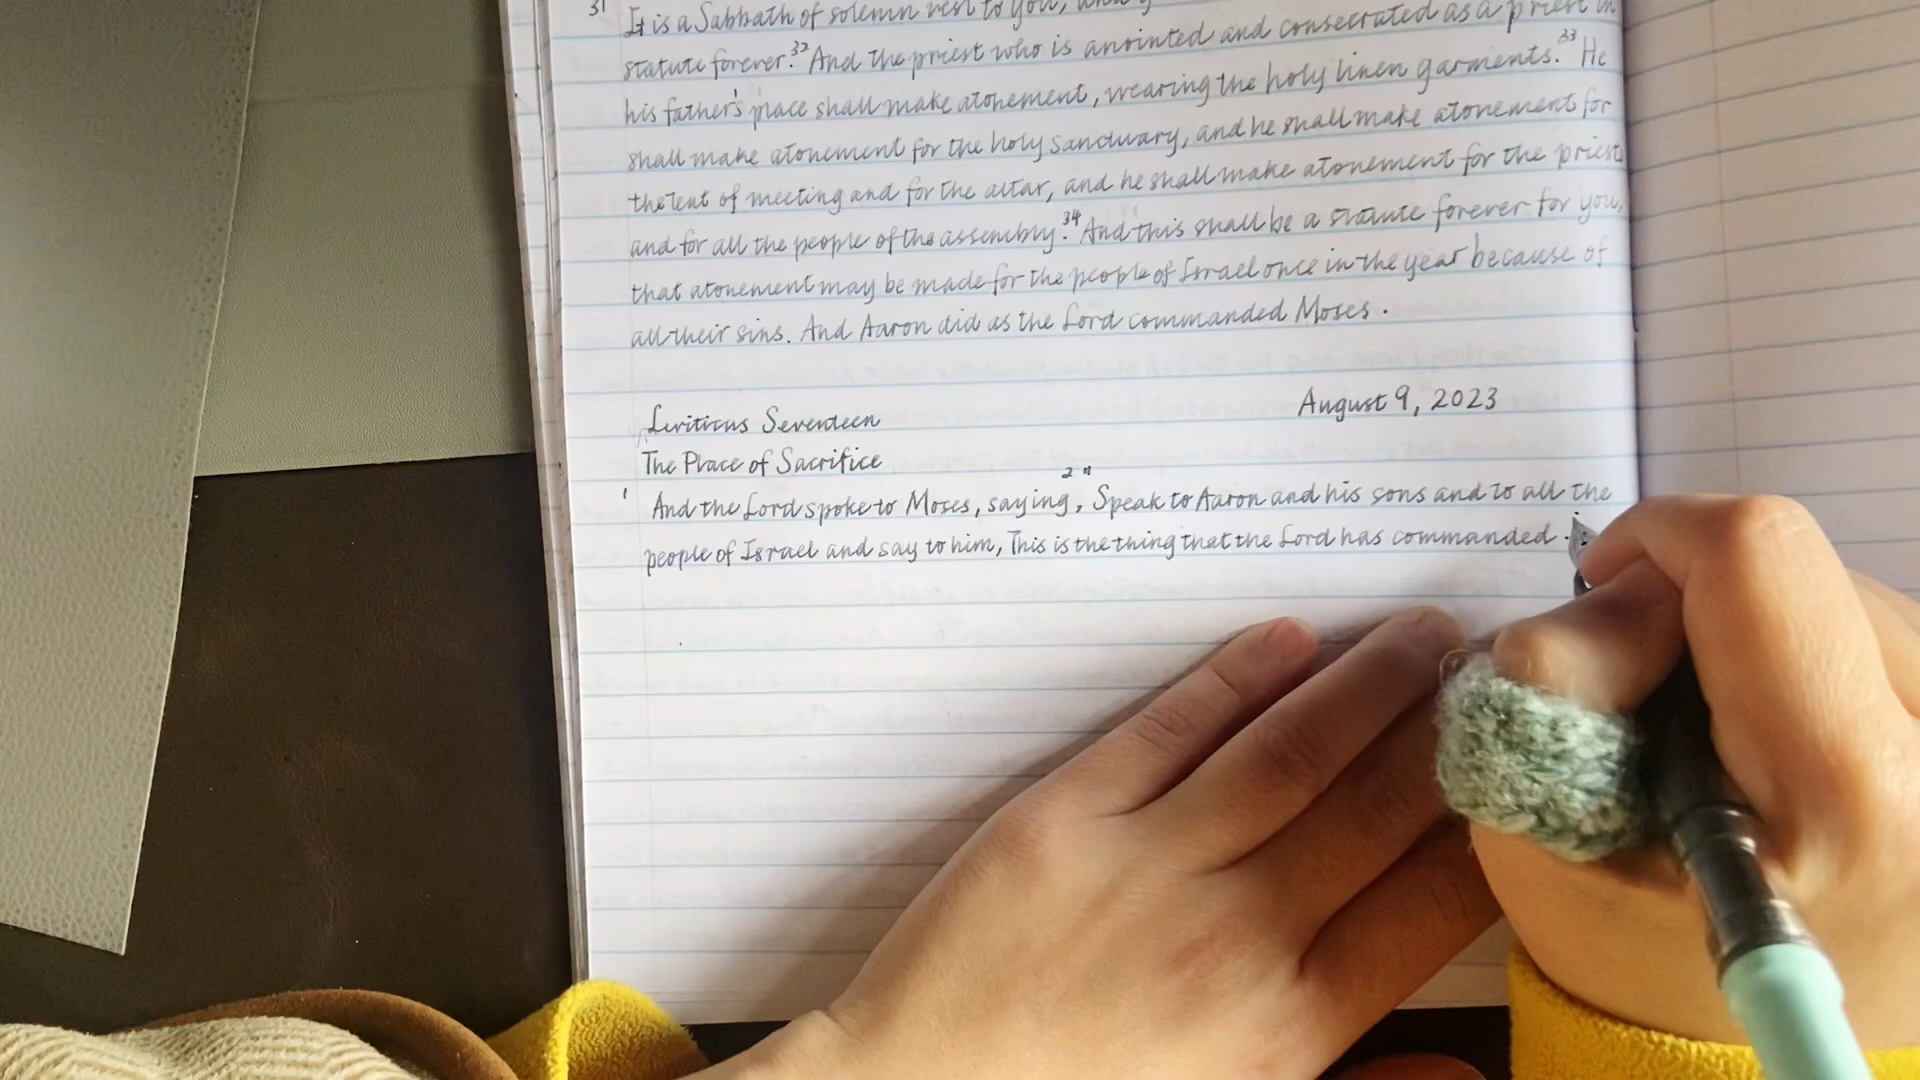 31 It is a Sabbath of solemn rest to you, and
statute forever. 32 And the priest who is anointed and consecrated as a priest in
his father's place shall make atonement, wearing the holy linen garments. 33 He
shall make atonement for the holy sanctuary, and he shall make atonement for
the tent of meeting and for the altar, and he shall make atonement for the priests
and for all the people of the assembly. 34 And this shall be a statute forever for you,
that atonement may be made for the people of Israel once in the year because of
all their sins. And Aaron did as the Lord commanded Moses.
August 9, 2023
Leviticus Seventeen
The Place of Sacrifice
1 And the Lord spoke to Moses, saying, 2 " Speak to Aaron and his sons and to all the
people of Israel and say to him, This is the thing that the Lord has commanded.